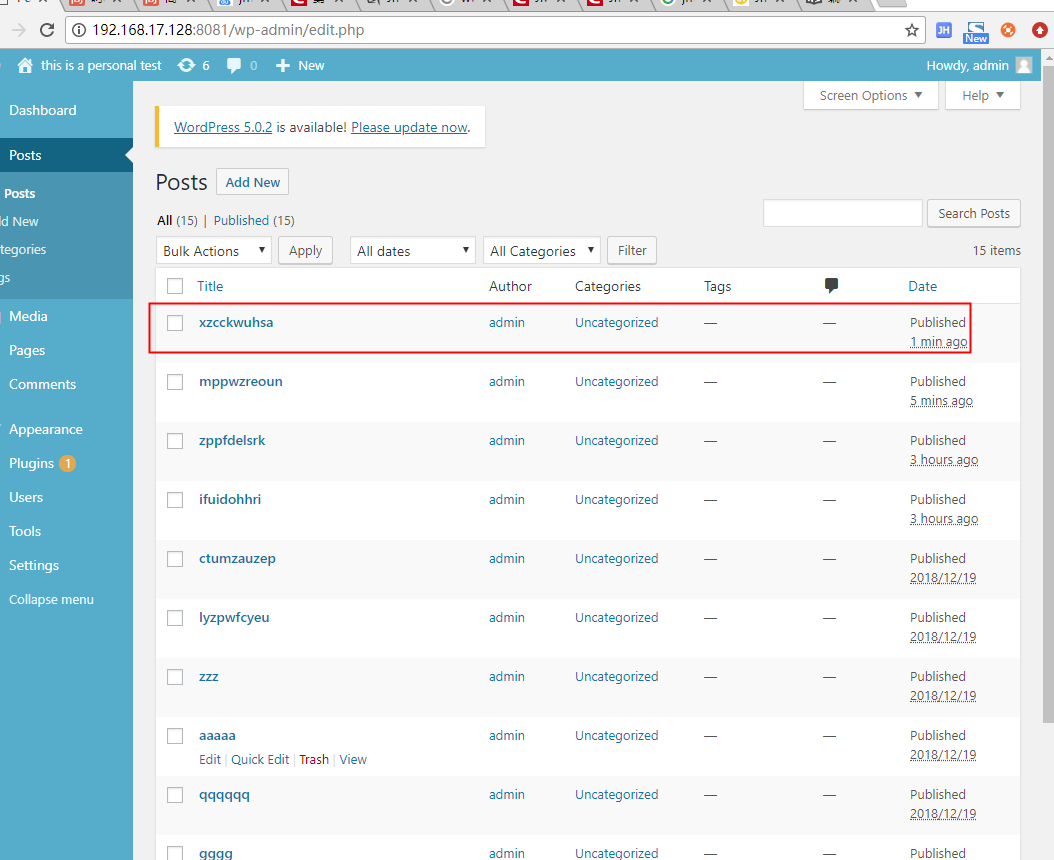 192.168.17.128:8081/wp-admin/edit.php
JH
New
this is a personal test 6 0 New Howdy, admin
Screen Options Help
Dashboard
WordPress 5.0.2 is available! Please update now.
Posts
Posts Add New
Posts
All (15) | Published (15)
Search Posts
Bulk Actions Apply All dates All Categories Filter 15 items
Title Author Categories Tags Date
Media
Pages
Comments
Appearance
Plugins 1
Users
Tools
Settings
Collapse menu
xzcckwuhsa admin Uncategorized — — Published
1 min ago
mppwzreoun admin Uncategorized — — Published
5 mins ago
zppfdelsrk admin Uncategorized — — Published
3 hours ago
ifuidohhri admin Uncategorized — — Published
3 hours ago
ctumzauzep admin Uncategorized — — Published
2018/12/19
lyzpwfcyeu admin Uncategorized — — Published
2018/12/19
zzz admin Uncategorized — — Published
2018/12/19
aaaaa admin Uncategorized — — Published
Edit | Quick Edit | Trash | View 2018/12/19
qqqqqq admin Uncategorized — — Published
2018/12/19
gggg admin Uncategorized — — Published